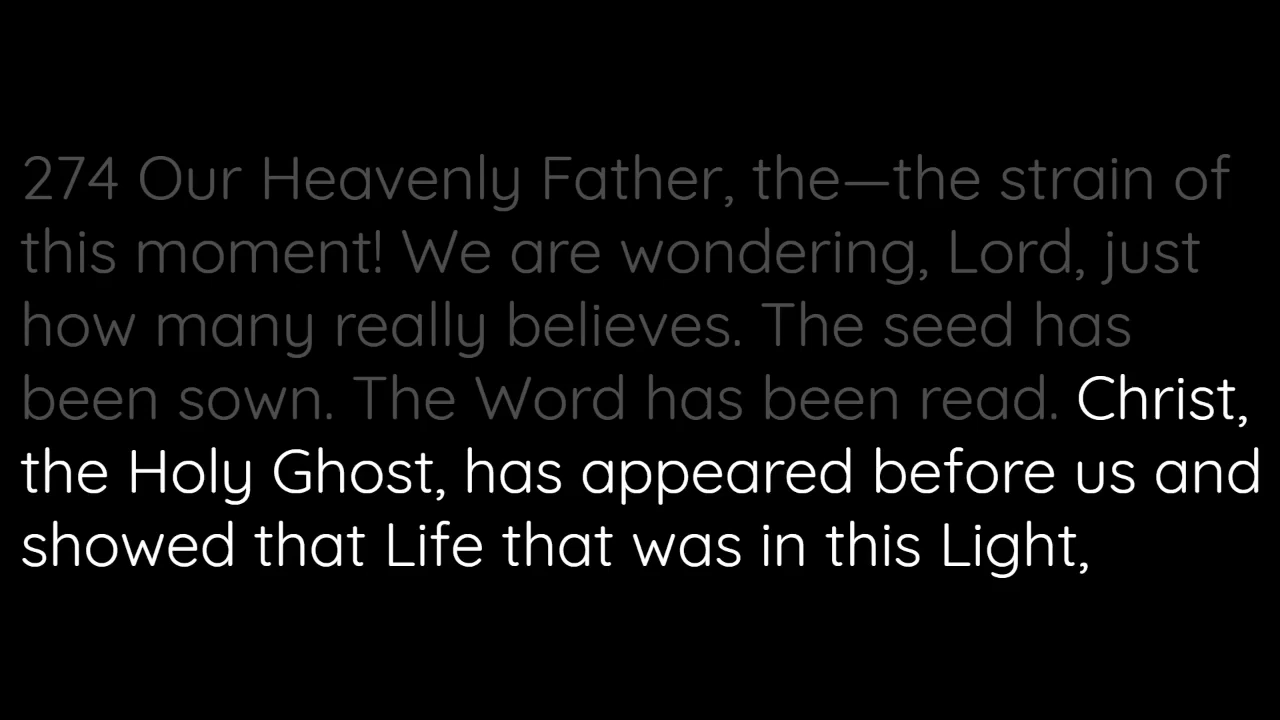 274 Our Heavenly Father, the—the strain of
this moment! We are wondering, Lord, just
how many really believes. The seed has
been sown. The Word has been read. Christ,
the Holy Ghost, has appeared before us and
showed that Life that was in this Light,